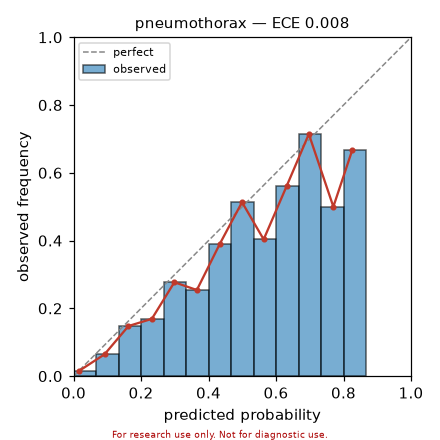 pneumothorax — ECE 0.008
perfect
observed
observed frequency
1.0
0.8
0.6
0.4
0.2
0.0
0.0 0.2 0.4 0.6 0.8 1.0
predicted probability
For research use only. Not for diagnostic use.